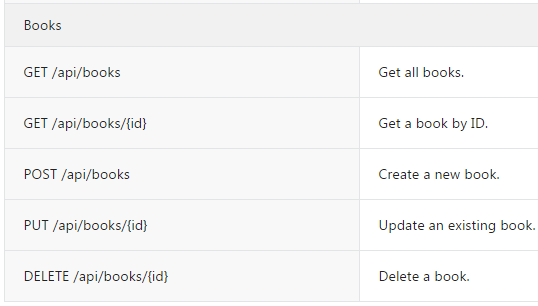 Books
GET /api/books Get all books.
GET /api/books/{id} Get a book by ID.
POST /api/books Create a new book.
PUT /api/books/{id} Update an existing book.
DELETE /api/books/{id} Delete a book.